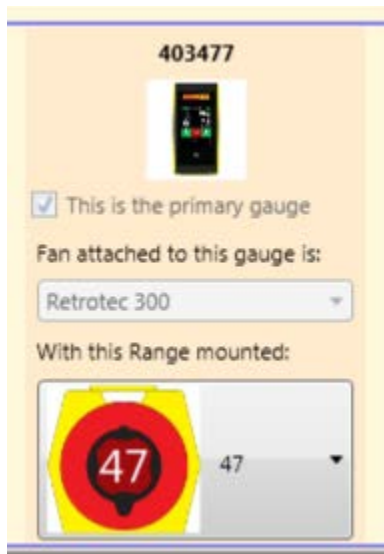 403477
This is the primary gauge
Fan attached to this gauge is:
Retrotec 300
With this Range mounted:
47 47